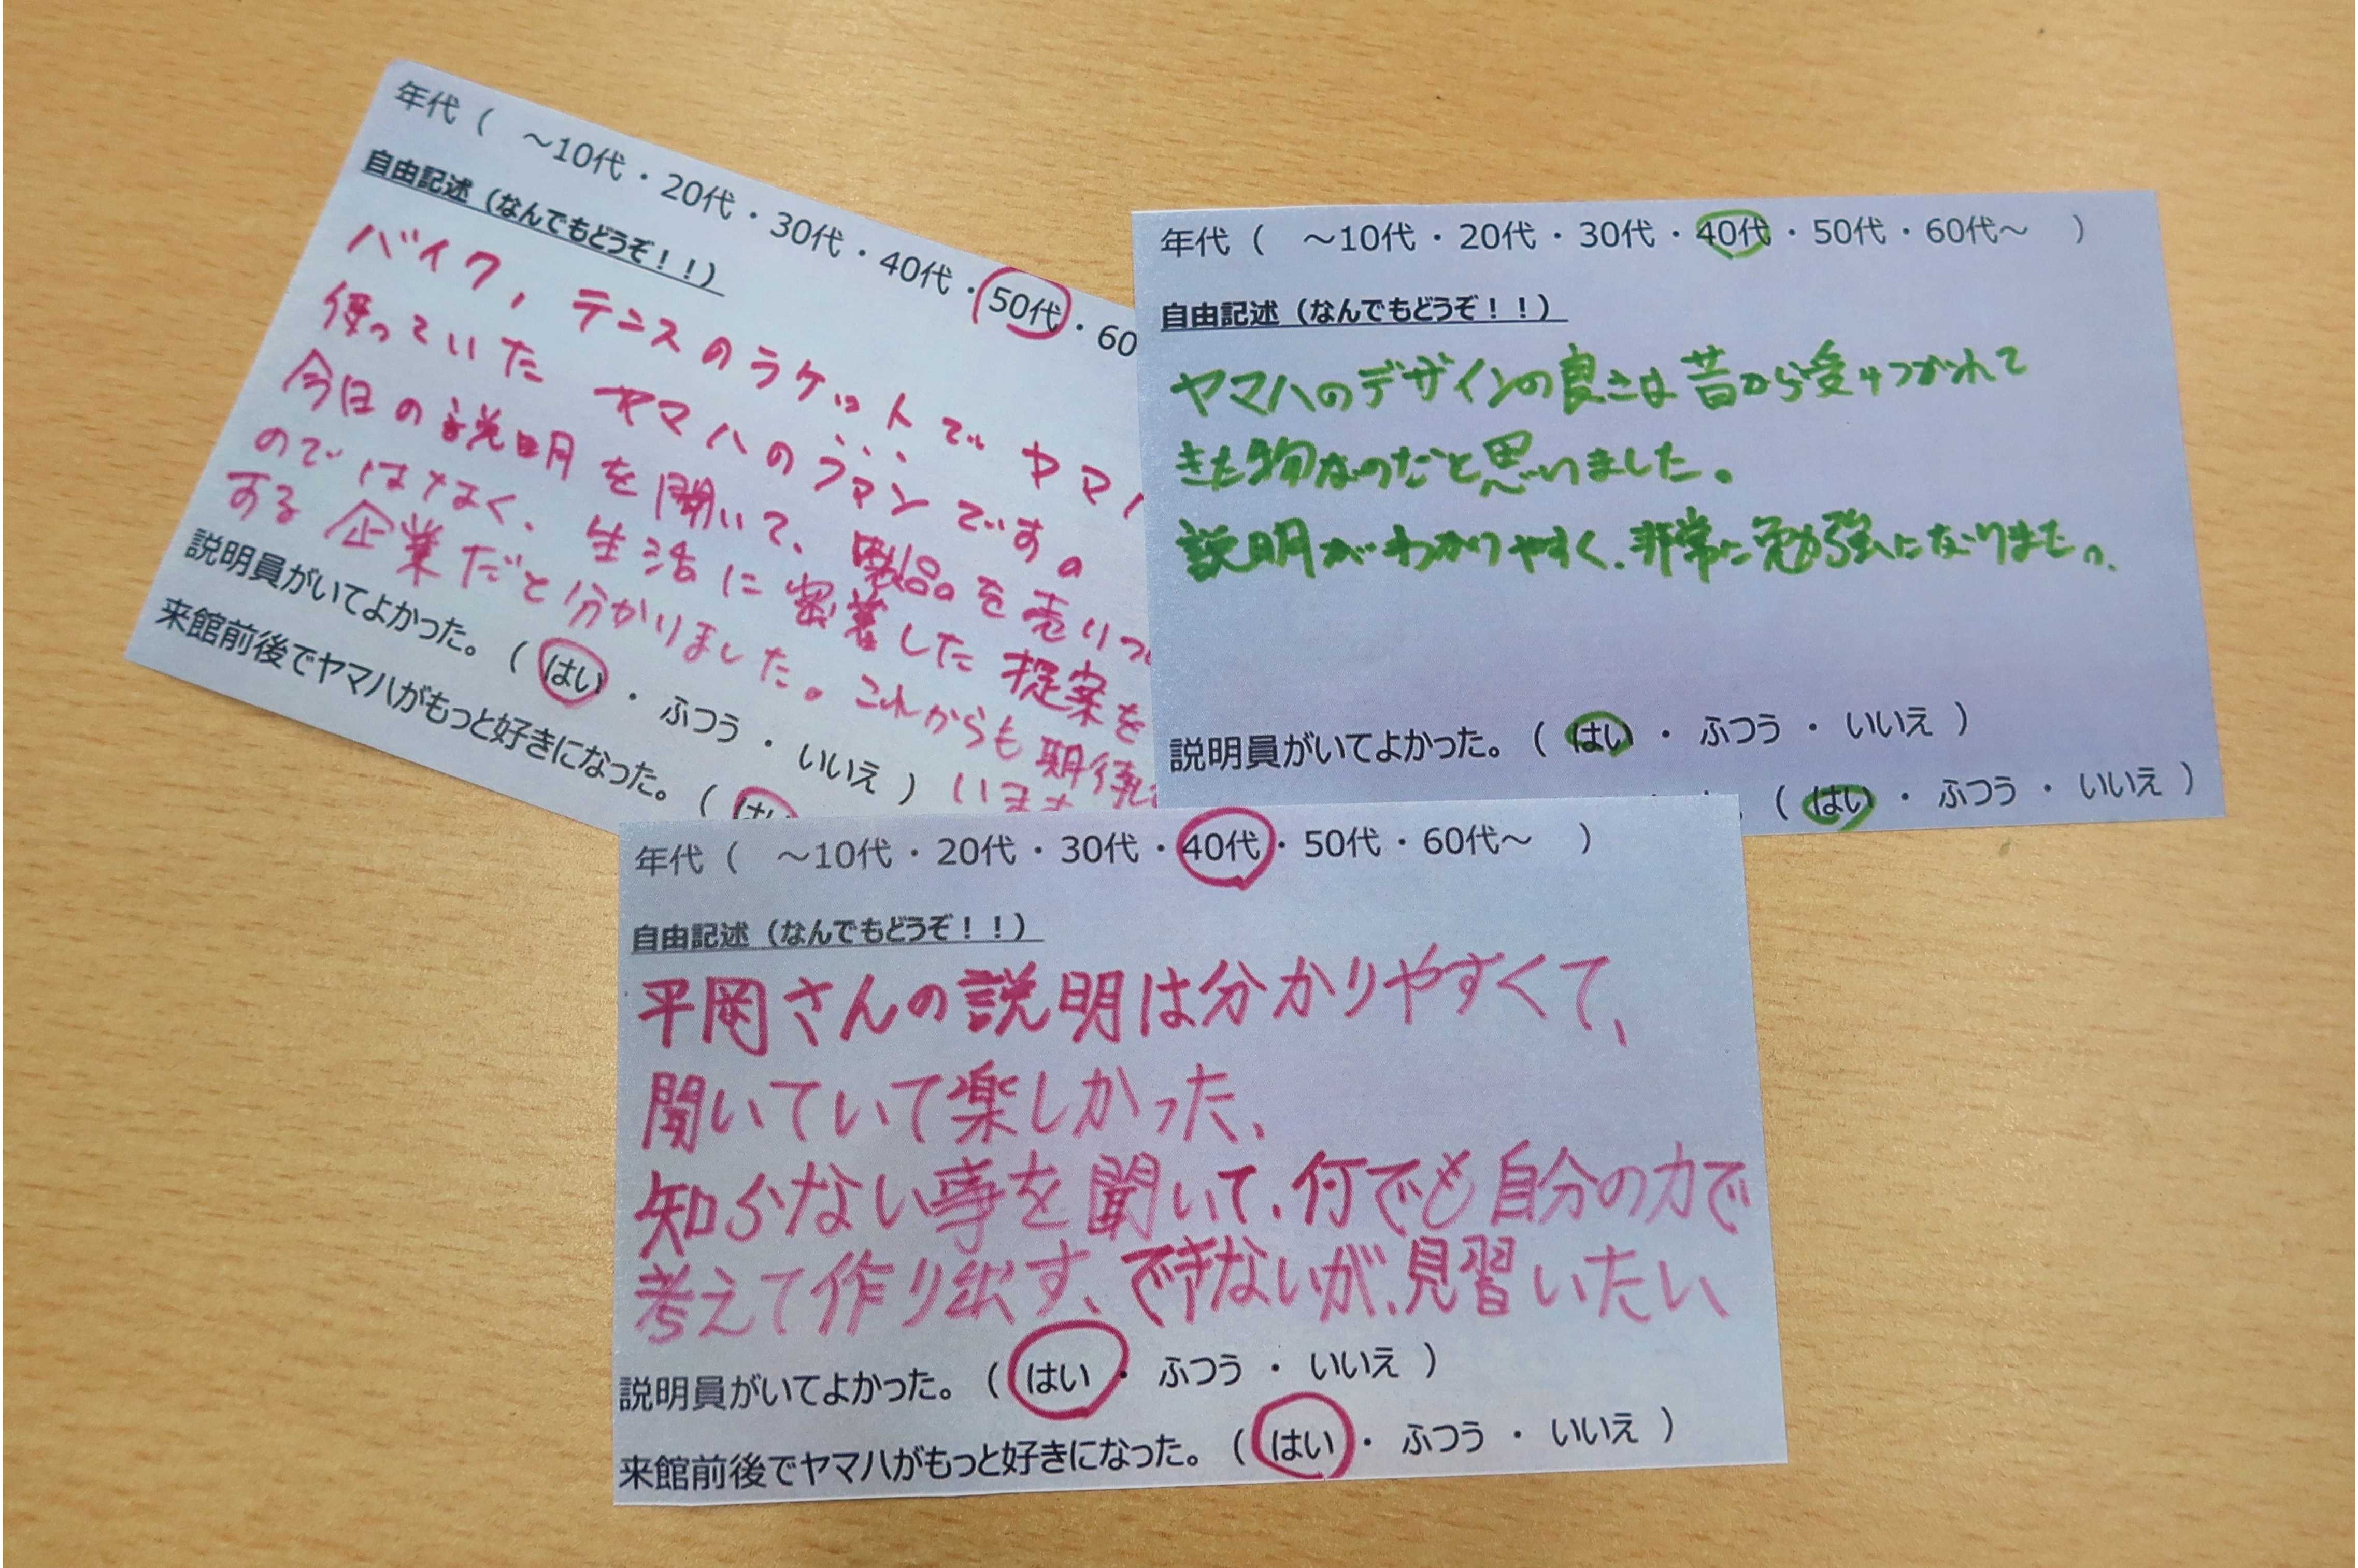 年代（ ～10代・20代・30代・40代・50代・60
自由記述（なんでもどうぞ！！）
バイク，テニスのラケットでヤマ
使っていたヤマハのファンです。
今日の説明を聞いて、製品を売りつ
のではなく、生活に密着した提案を
する企業だと分かりました。これからも期待
います
説明員がいてよかった。（ はい ・ ふつう ・ いいえ ）
来館前後でヤマハがもっと好きになった。（ はい
年代（ ～10代・20代・30代・40代・50代・60代～ ）
自由記述（なんでもどうぞ！！）
ヤマハのデザインの良さは昔から受けつがれて
きた物なのだと思いました。
説明がわかりやすく、非常に勉強になりました。
説明員がいてよかった。（ はい ・ ふつう ・ いいえ ）
（ はい ・ ふつう ・ いいえ ）
年代（ ～10代・20代・30代・40代・50代・60代～ ）
自由記述（なんでもどうぞ！！）
平岡さんの説明は分かりやすくて、
聞いていて楽しかった、
知らない事を聞いて、何でも自分の力で
考えて作り出す、できないが、見習いたい、
説明員がいてよかった。（ はい ・ ふつう ・ いいえ ）
来館前後でヤマハがもっと好きになった。（ はい ・ ふつう ・ いいえ ）